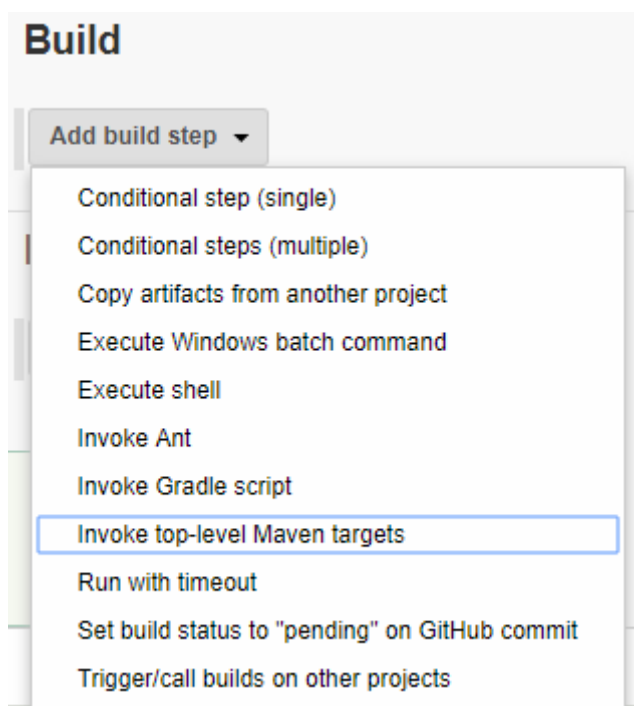 Build
Add build step
Conditional step (single)
Conditional steps (multiple)
Copy artifacts from another project
Execute Windows batch command
Execute shell
Invoke Ant
Invoke Gradle script
Invoke top-level Maven targets
Run with timeout
Set build status to "pending" on GitHub commit
Trigger/call builds on other projects